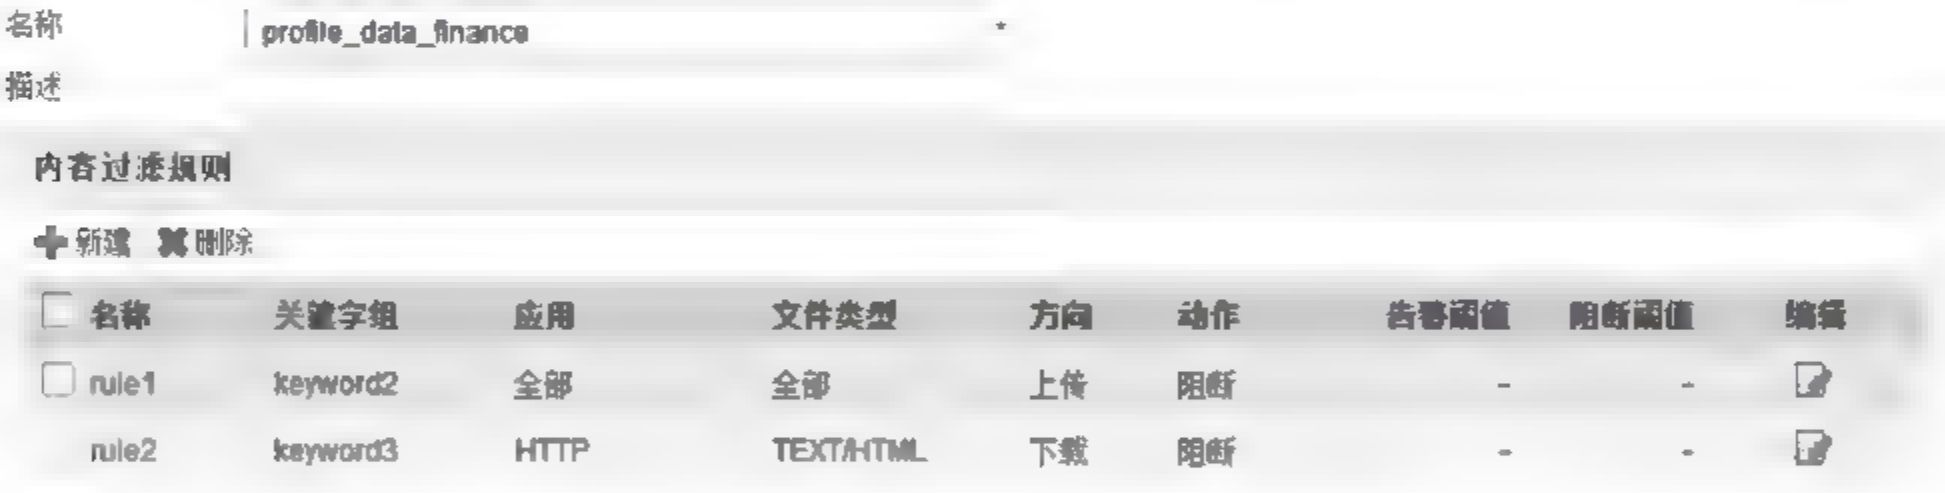 名称 profile_data_finance *
描述
内容过滤规则
新建 删除
名称 关键字组 应用 文件类型 方向 动作 告警阈值 阻断阈值 编辑
rule1 keyword2 全部 全部 上传 阻断 - -
rule2 keyword3 HTTP TEXT/HTML 下载 阻断 - -